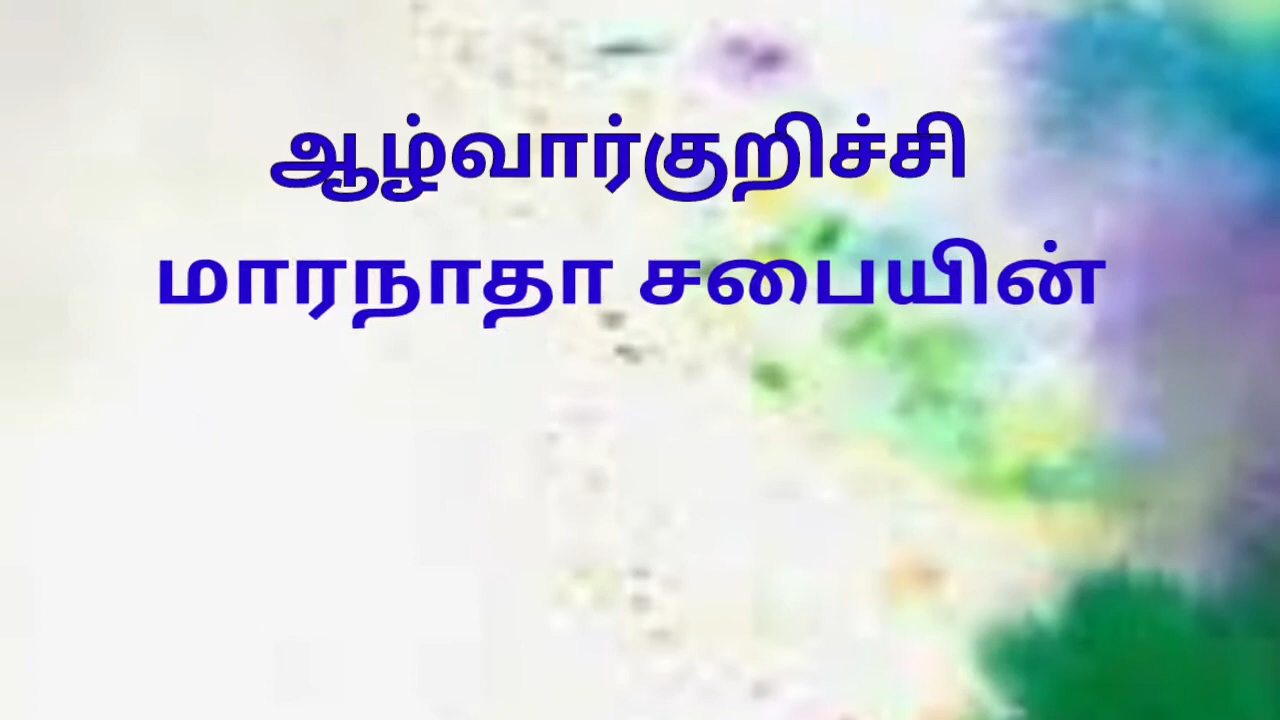 ஆழ்வார்குறிச்சி
மாரநாதா சபையின்